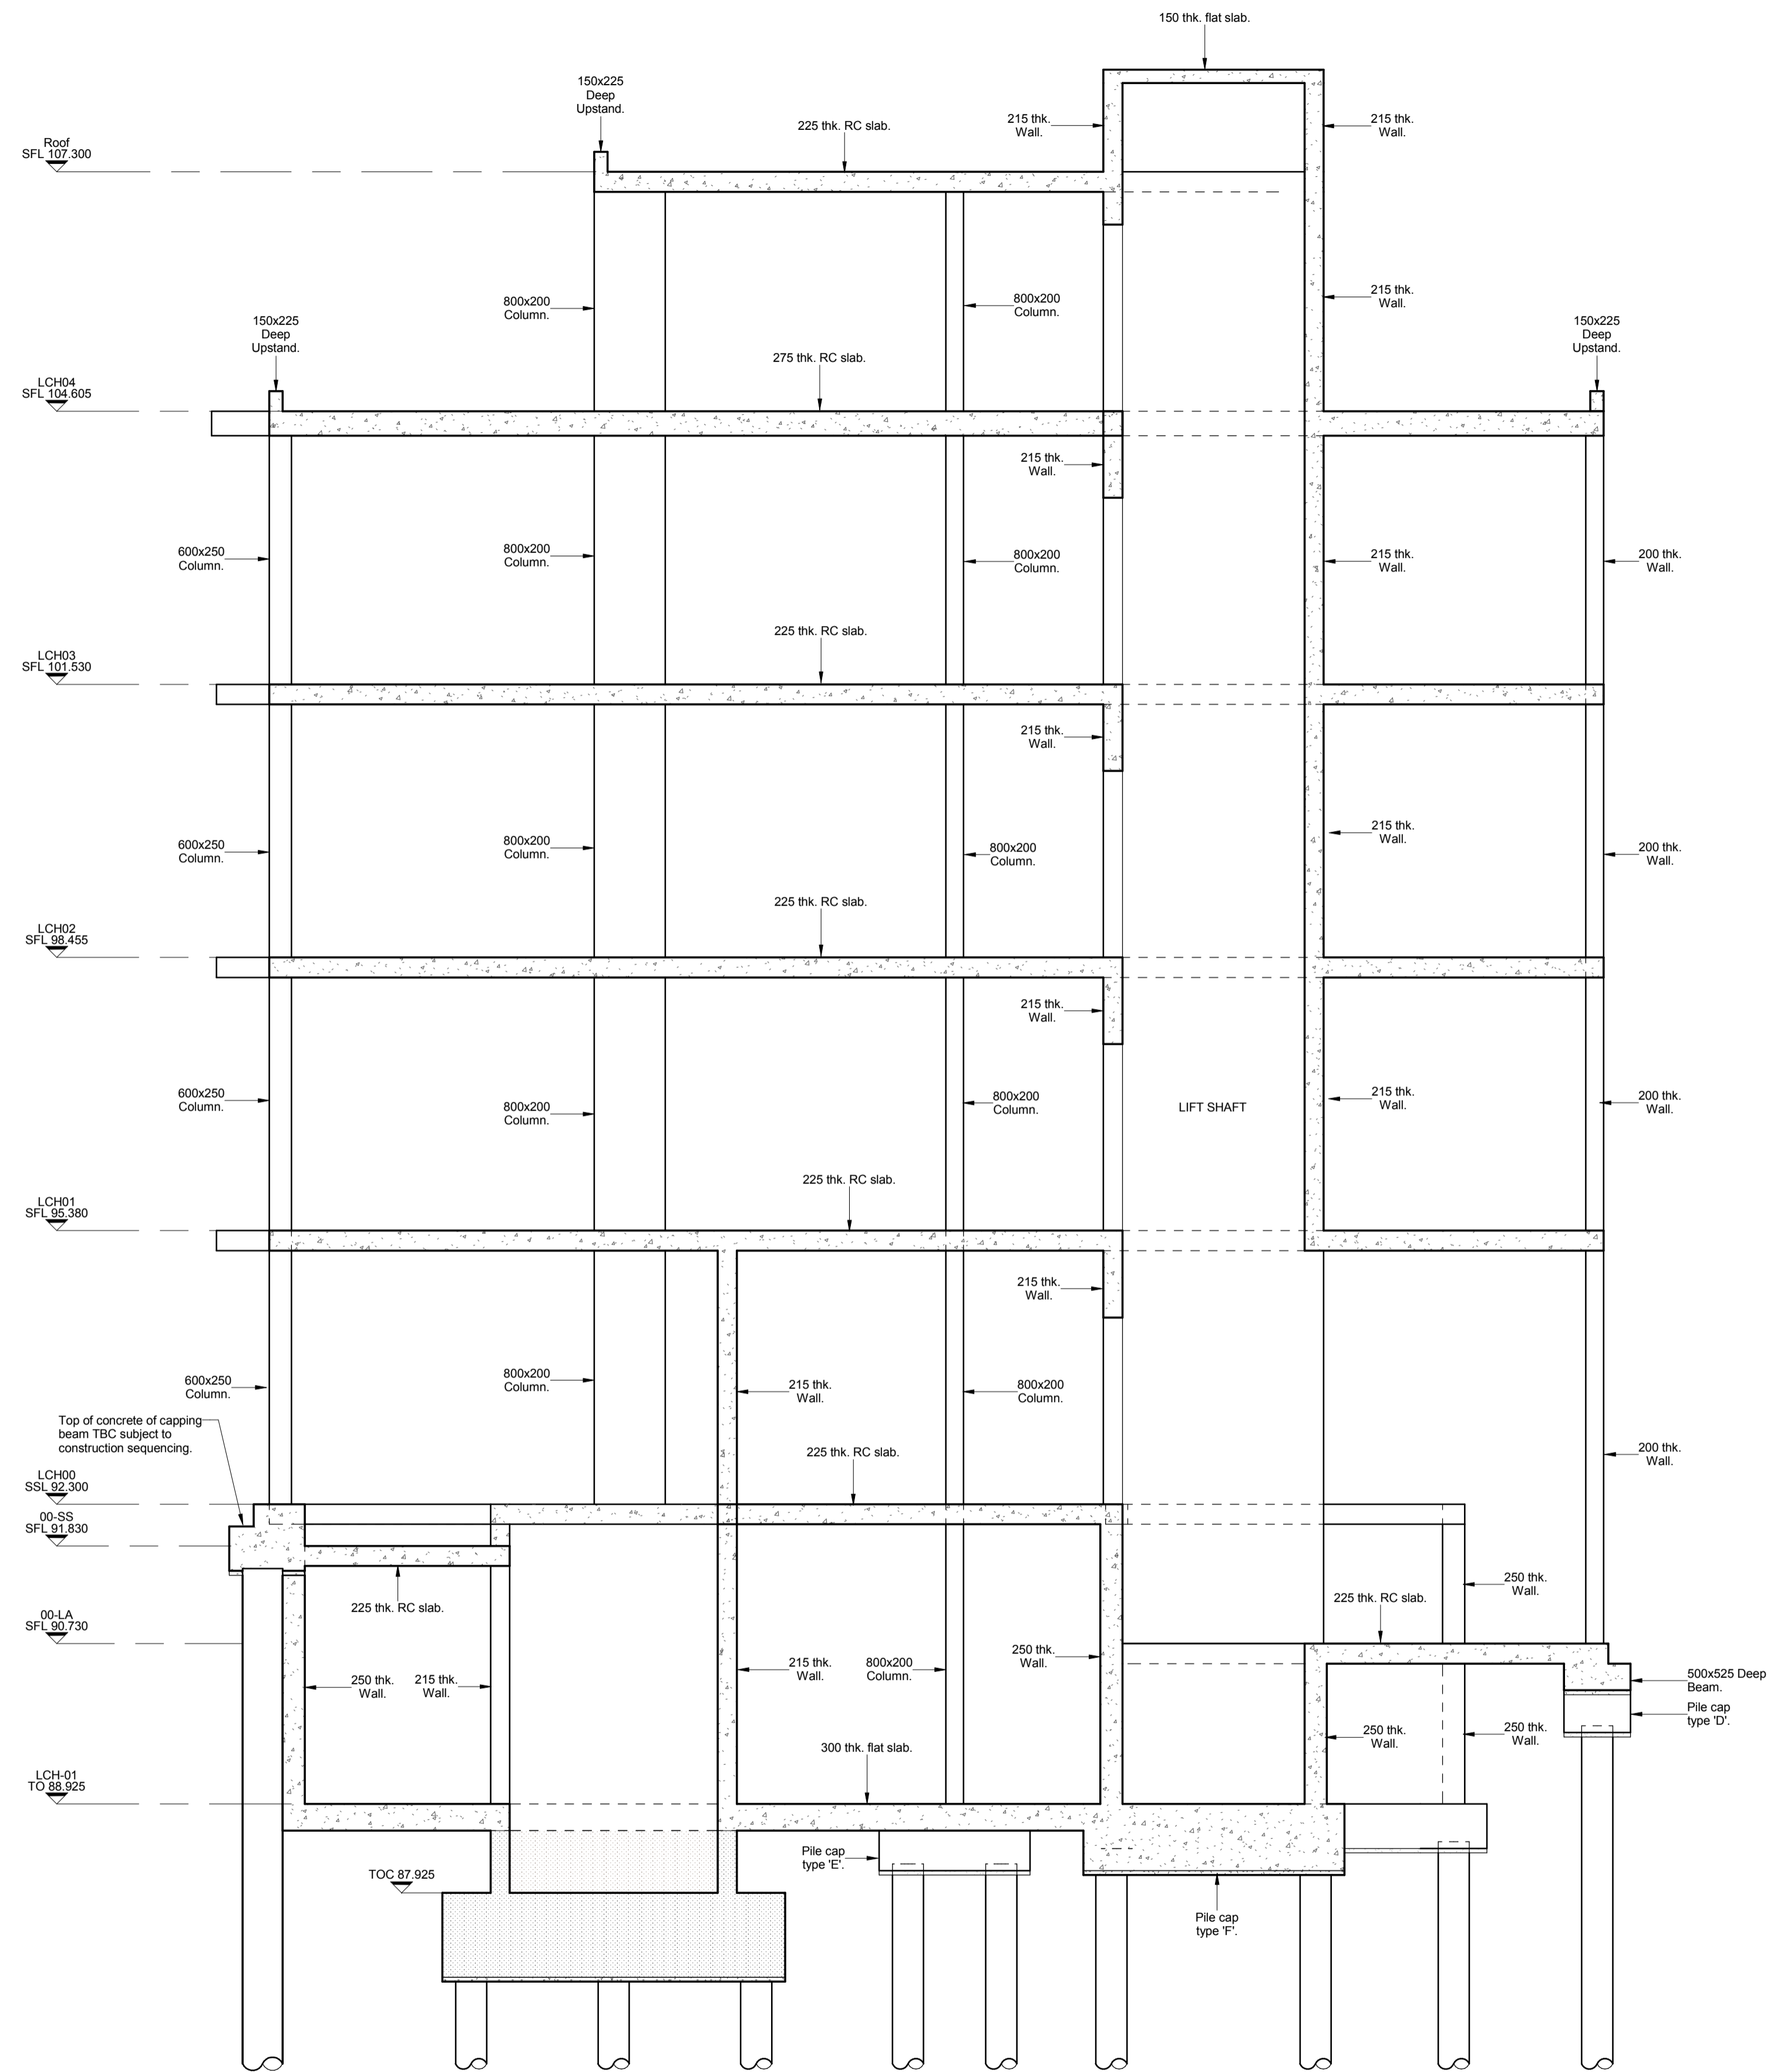 150 thk. flat slab.
150x225
Deep
Upstand.
225 thk. RC slab.
215 thk.
Wall.
215 thk.
Wall.
Roof
SFL 107.300
800x200
Column.
800x200
Column.
215 thk.
Wall.
150x225
Deep
Upstand.
150x225
Deep
Upstand.
275 thk. RC slab.
LCH04
SFL 104.605
215 thk.
Wall.
600x250
Column.
800x200
Column.
800x200
Column.
215 thk.
Wall.
200 thk.
Wall.
225 thk. RC slab.
LCH03
SFL 101.530
215 thk.
Wall.
600x250
Column.
800x200
Column.
800x200
Column.
215 thk.
Wall.
200 thk.
Wall.
225 thk. RC slab.
LCH02
SFL 98.455
215 thk.
Wall.
600x250
Column.
800x200
Column.
800x200
Column.
LIFT SHAFT
215 thk.
Wall.
200 thk.
Wall.
225 thk. RC slab.
LCH01
SFL 95.380
215 thk.
Wall.
600x250
Column.
800x200
Column.
215 thk.
Wall.
800x200
Column.
Top of concrete of capping
beam TBC subject to
construction sequencing.
225 thk. RC slab.
200 thk.
Wall.
LCH00
SSL 92.300
00-SS
SFL 91.830
225 thk. RC slab.
250 thk.
Wall.
225 thk. RC slab.
00-LA
SFL 90.730
250 thk.
Wall.
215 thk.
Wall.
215 thk.
Wall.
800x200
Column.
250 thk.
Wall.
500x525 Deep
Beam.
Pile cap
type 'D'.
250 thk.
Wall.
250 thk.
Wall.
300 thk. flat slab.
LCH-01
TO 88.925
Pile cap
type 'E'.
TOC 87.925
Pile cap
type 'F'.